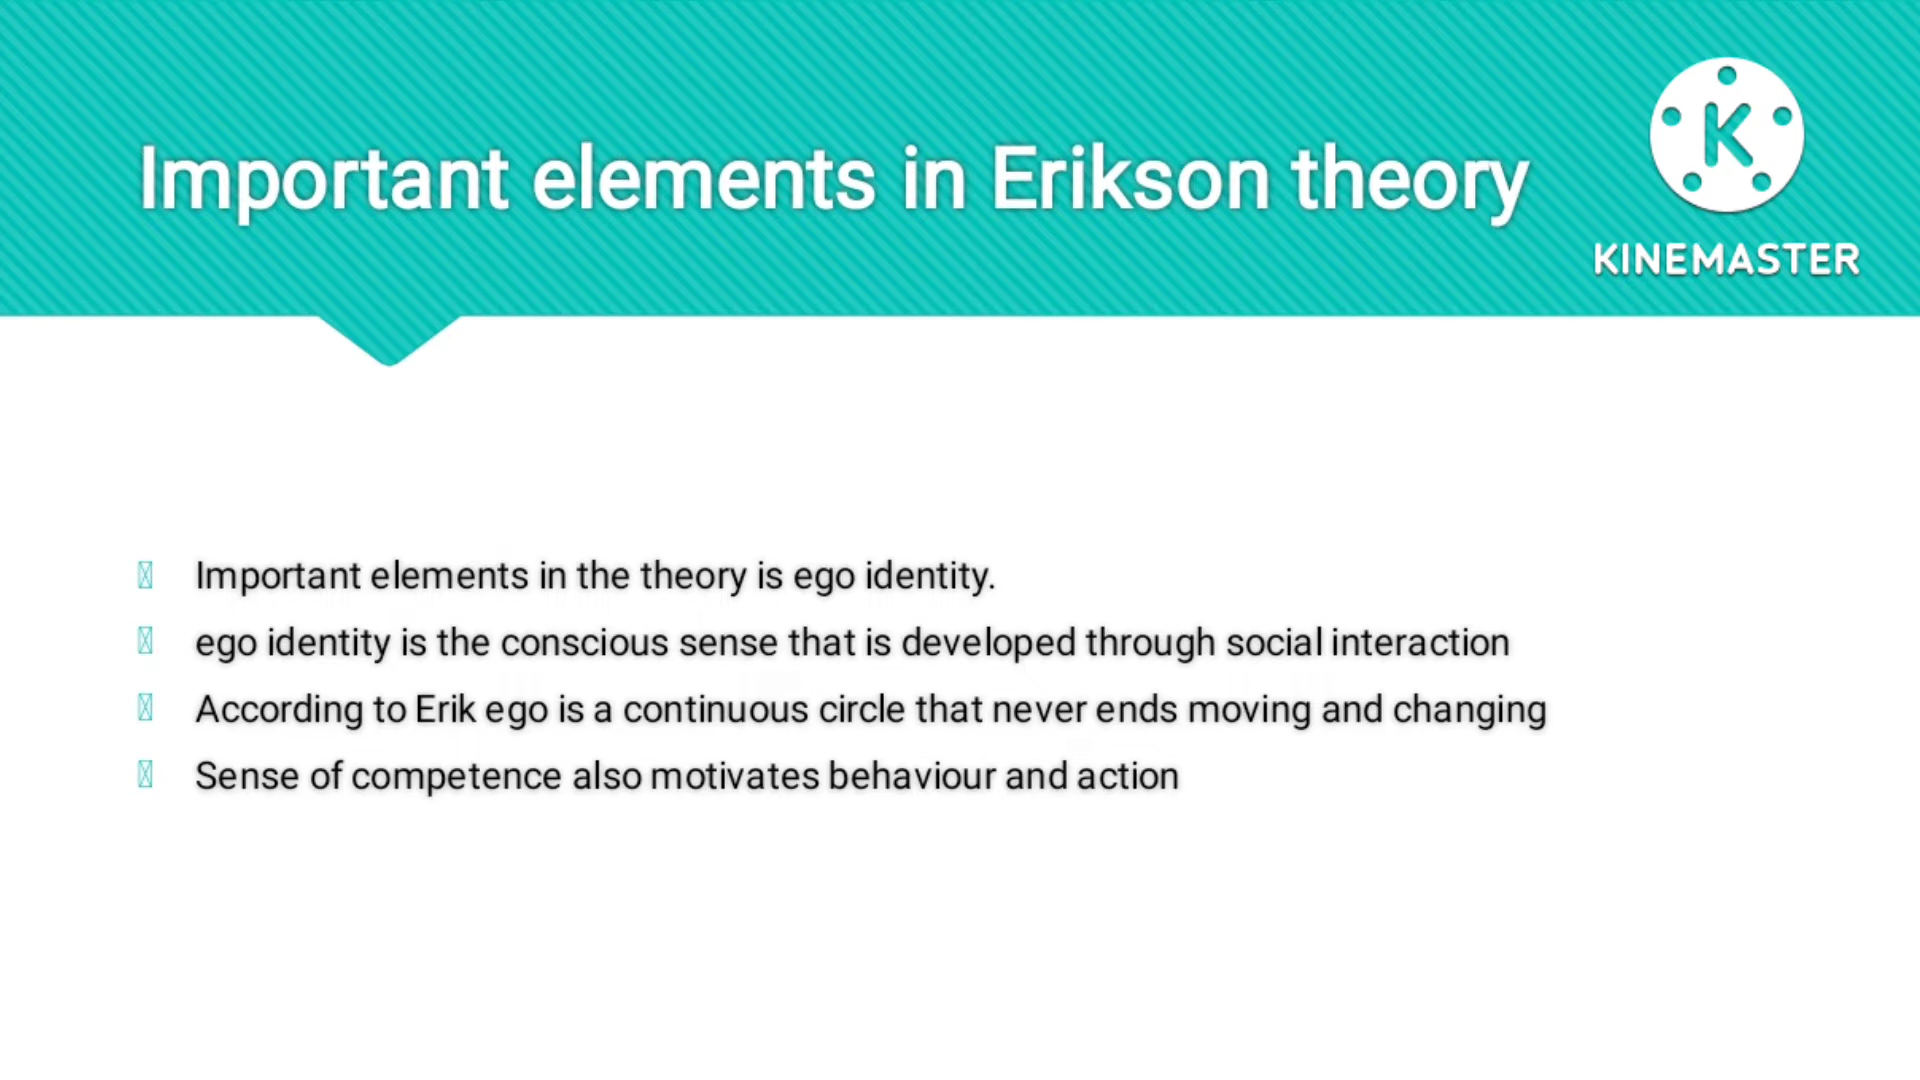 Important elements in Erikson theory
K
KINEMASTER
Important elements in the theory is ego identity.
ego identity is the conscious sense that is developed through social interaction
According to Erik ego is a continuous circle that never ends moving and changing
Sense of competence also motivates behaviour and action